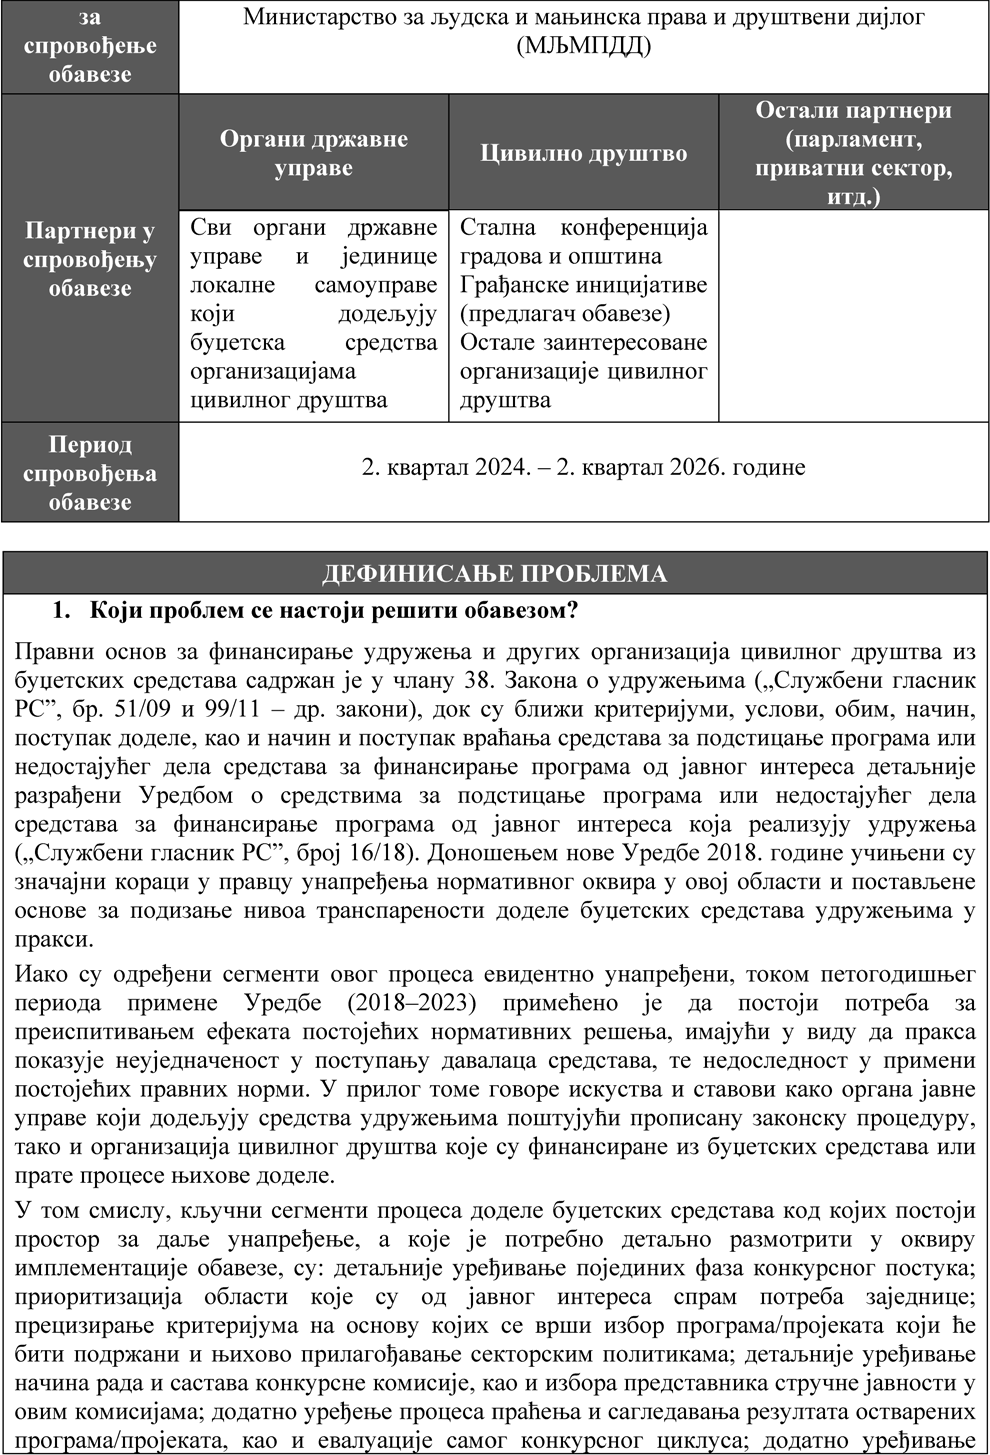 за
спровођење
обавезе
Министарство за људска и мањинска права и друштвени дијлог
(МЉМПДД)
Партнери у
спровођењу
обавезе
Органи државне
управе
Цивилно друштво
Остали партнери
(парламент,
приватни сектор,
итд.)
Сви органи државне
управе и јединице
локалне самоуправе
који додељују
буџетска средства
организацијама
цивилног друштва
Стална конференција
градова и општина
Грађанске иницијативе
(предлагач обавезе)
Остале заинтересоване
организације цивилног
друштва
Период
спровођења
обавезе
2. квартал 2024. – 2. квартал 2026. године
ДЕФИНИСАЊЕ ПРОБЛЕМА
1. Који проблем се настоји решити обавезом?
Правни основ за финансирање удружења и других организација цивилног друштва из
буџетских средстава садржан је у члану 38. Закона о удружењима („Службени гласник
РС”, бр. 51/09 и 99/11 – др. закони), док су ближи критеријуми, услови, обим, начин,
поступак доделе, као и начин и поступак враћања средстава за подстицање програма или
недостајућег дела средстава за финансирање програма од јавног интереса детаљније
разрађени Уредбом о средствима за подстицање програма или недостајућег дела
средстава за финансирање програма од јавног интереса која реализују удружења
(„Службени гласник РС”, број 16/18). Доношењем нове Уредбе 2018. године учињени су
значајни кораци у правцу унапређења нормативног оквира у овој области и постављене
основе за подизање нивоа транспарености доделе буџетских средстава удружењима у
пракси.
Иако су одређени сегменти овог процеса евидентно унапређени, током петогодишњег
периода примене Уредбе (2018–2023) примећено је да постоји потреба за
преиспитивањем ефеката постојећих нормативних решења, имајући у виду да пракса
показује неуједначеност у поступању давалаца средстава, те недоследност у примени
постојећих правних норми. У прилог томе говоре искуства и ставови како органа јавне
управе који додељују средства удружењима поштујући прописану законску процедуру,
тако и организација цивилног друштва које су финансиране из буџетских средстава или
прате процесе њихове доделе.
У том смислу, кључни сегменти процеса доделе буџетских средстава код којих постоји
простор за даље унапређење, а које је потребно детаљно размотрити у оквиру
имплементације обавезе, су: детаљније уређивање појединих фаза конкурсног постука;
приоритизација области које су од јавног интереса спрам потреба заједнице;
прецизирање критеријума на основу којих се врши избор програма/пројеката који ће
бити подржани и њихово прилагођавање секторским политикама; детаљније уређивање
начина рада и састава конкурсне комисије, као и избора представника стручне јавности у
овим комисијама; додатно уређење процеса праћења и сагледавања резултата остварених
програма/пројеката, као и евалуације самог конкурсног циклуса; додатно уређивање